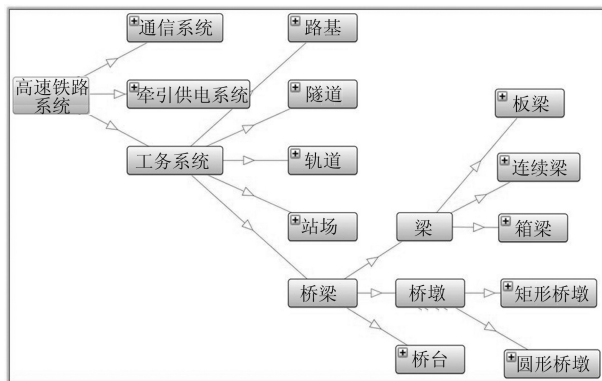 通信系统
路基
高速铁路
系统
牵引供电系统
隧道
板梁
工务系统
轨道
连续梁
站场
梁
箱梁
桥梁
桥墩
矩形桥墩
桥台
圆形桥墩